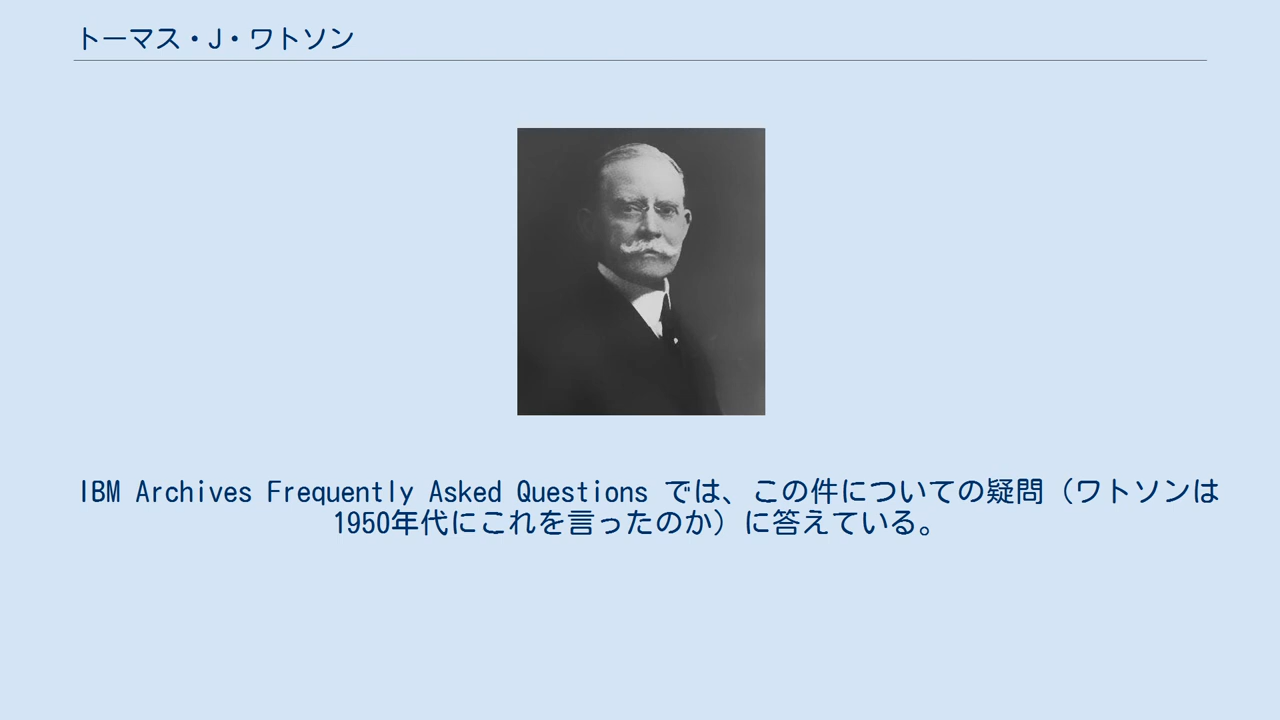 トーマス・J・ワトソン
IBM Archives Frequently Asked Questions では、この件についての疑問（ワトソンは
1950年代にこれを言ったのか）に答えている。